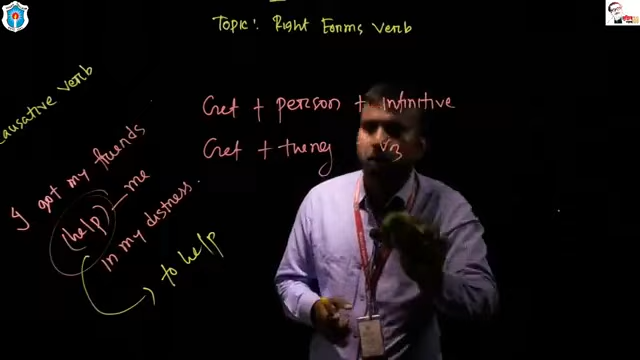 Topic: Right Forms Verb
Causative verb
Get + person + infinitive
Get + thing + V3
I got my friends
(help) me
in my distress.
to help